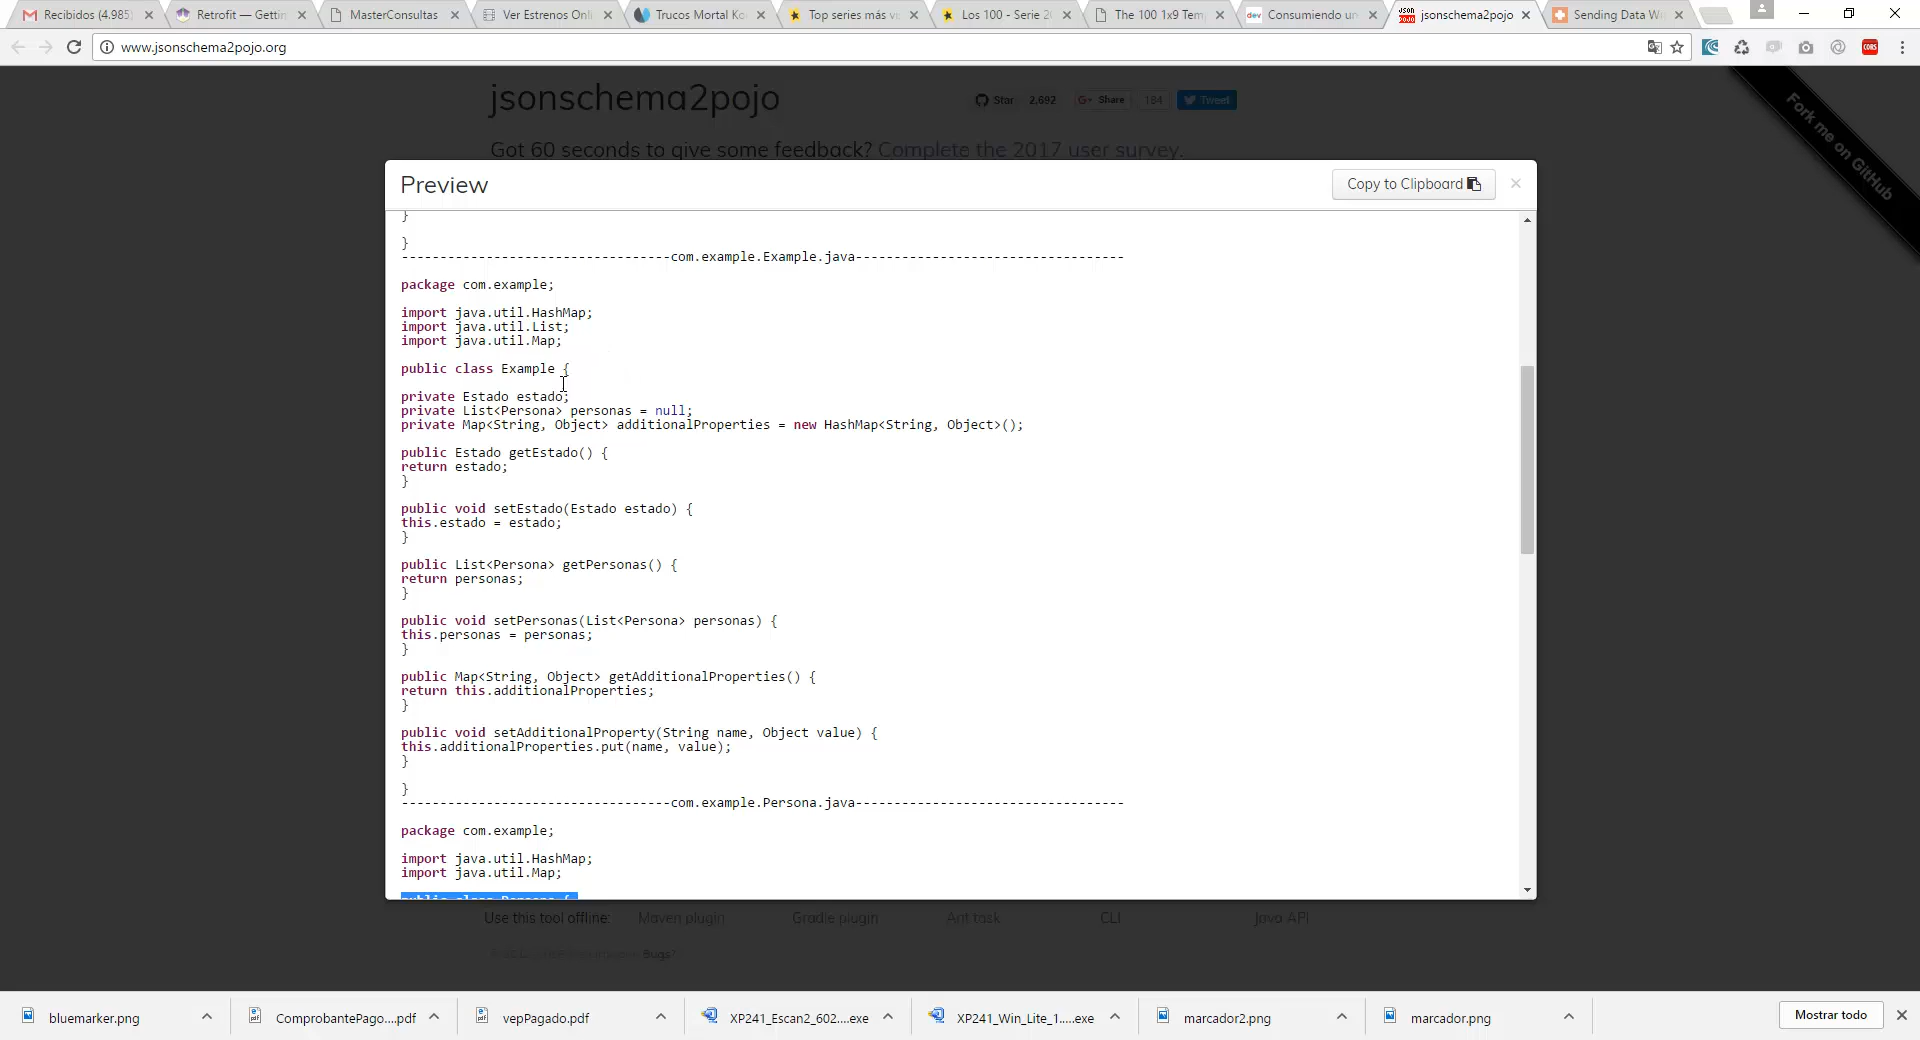 Recibidos (4.985
Retrofit — Gettin
MasterConsultas
Ver Estrenos Onli
Trucos Mortal Ko
Top series más v
Los 100 - Serie 20
The 100 1x9 Tem
Consumiendo un
jsonschema2pojo
Sending Data Wi
www.jsonschema2pojo.org
jsonschema2pojo
Star 2,692 G+ Share 184 Tweet
Fork me on GitHub
Got 60 seconds to give some feedback? Complete the 2017 user survey.
Preview
Copy to Clipboard
}
}
-----------------------------------com.example.Example.java-----------------------------------
package com.example;
import java.util.HashMap;
import java.util.List;
import java.util.Map;
public class Example {
private Estado estado;
private List<Persona> personas = null;
private Map<String, Object> additionalProperties = new HashMap<String, Object>();
public Estado getEstado() {
return estado;
}
public void setEstado(Estado estado) {
this.estado = estado;
}
public List<Persona> getPersonas() {
return personas;
}
public void setPersonas(List<Persona> personas) {
this.personas = personas;
}
public Map<String, Object> getAdditionalProperties() {
return this.additionalProperties;
}
public void setAdditionalProperty(String name, Object value) {
this.additionalProperties.put(name, value);
}
}
-----------------------------------com.example.Persona.java-----------------------------------
package com.example;
import java.util.HashMap;
import java.util.Map;
public class Persona {
Use this tool offline: Maven plugin Gradle plugin Ant task CLI Java API
Bugs?
bluemarker.png
ComprobantePago....pdf
vepPagado.pdf
XP241_Escan2_602....exe
XP241_Win_Lite_1.....exe
marcador2.png
marcador.png
Mostrar todo